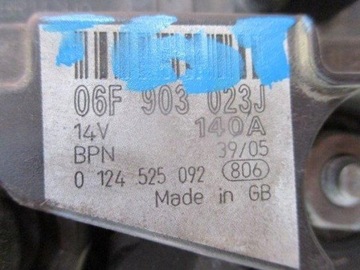 06F 903 023J
14V 140A
BPN 39/05
0 124 525 092 806
Made in GB